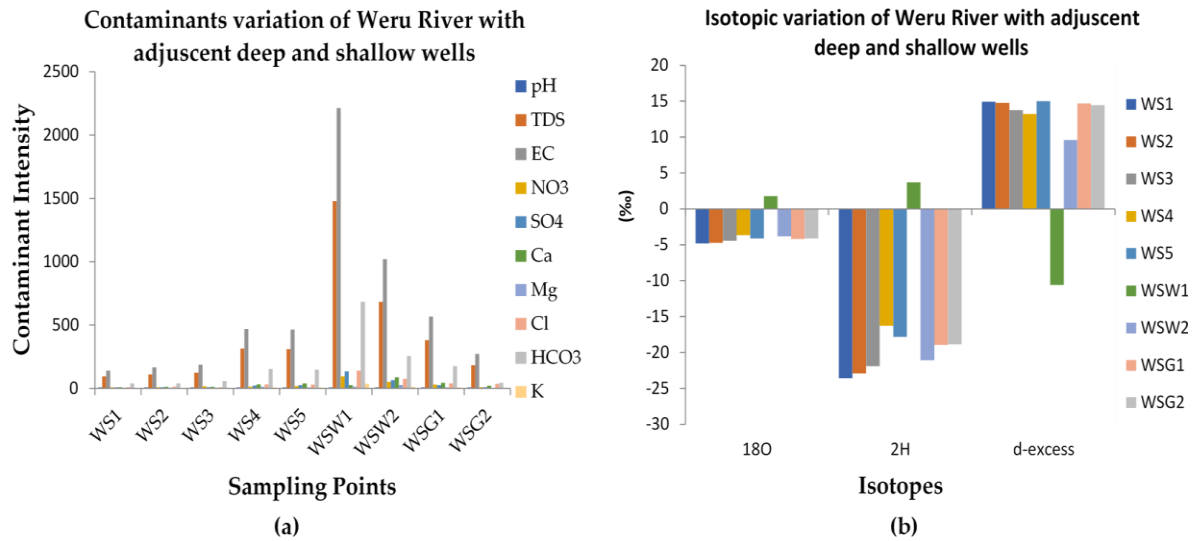 Contaminants variation of Weru River with
adjuscent deep and shallow wells
2500
2000
1500
1000
500
0
Contaminant Intensity
pH
TDS
EC
NO3
SO4
Ca
Mg
Cl
HCO3
K
WS1
WS2
WS3
WS4
WS5
WSW1
WSW2
WSG1
WSG2
Sampling Points
(a)
Isotopic variation of Weru River with adjuscent
deep and shallow wells
20
15
10
5
0
-5
-10
-15
-20
-25
-30
(‰)
18O
2H
d-excess
Isotopes
WS1
WS2
WS3
WS4
WS5
WSW1
WSW2
WSG1
WSG2
(b)